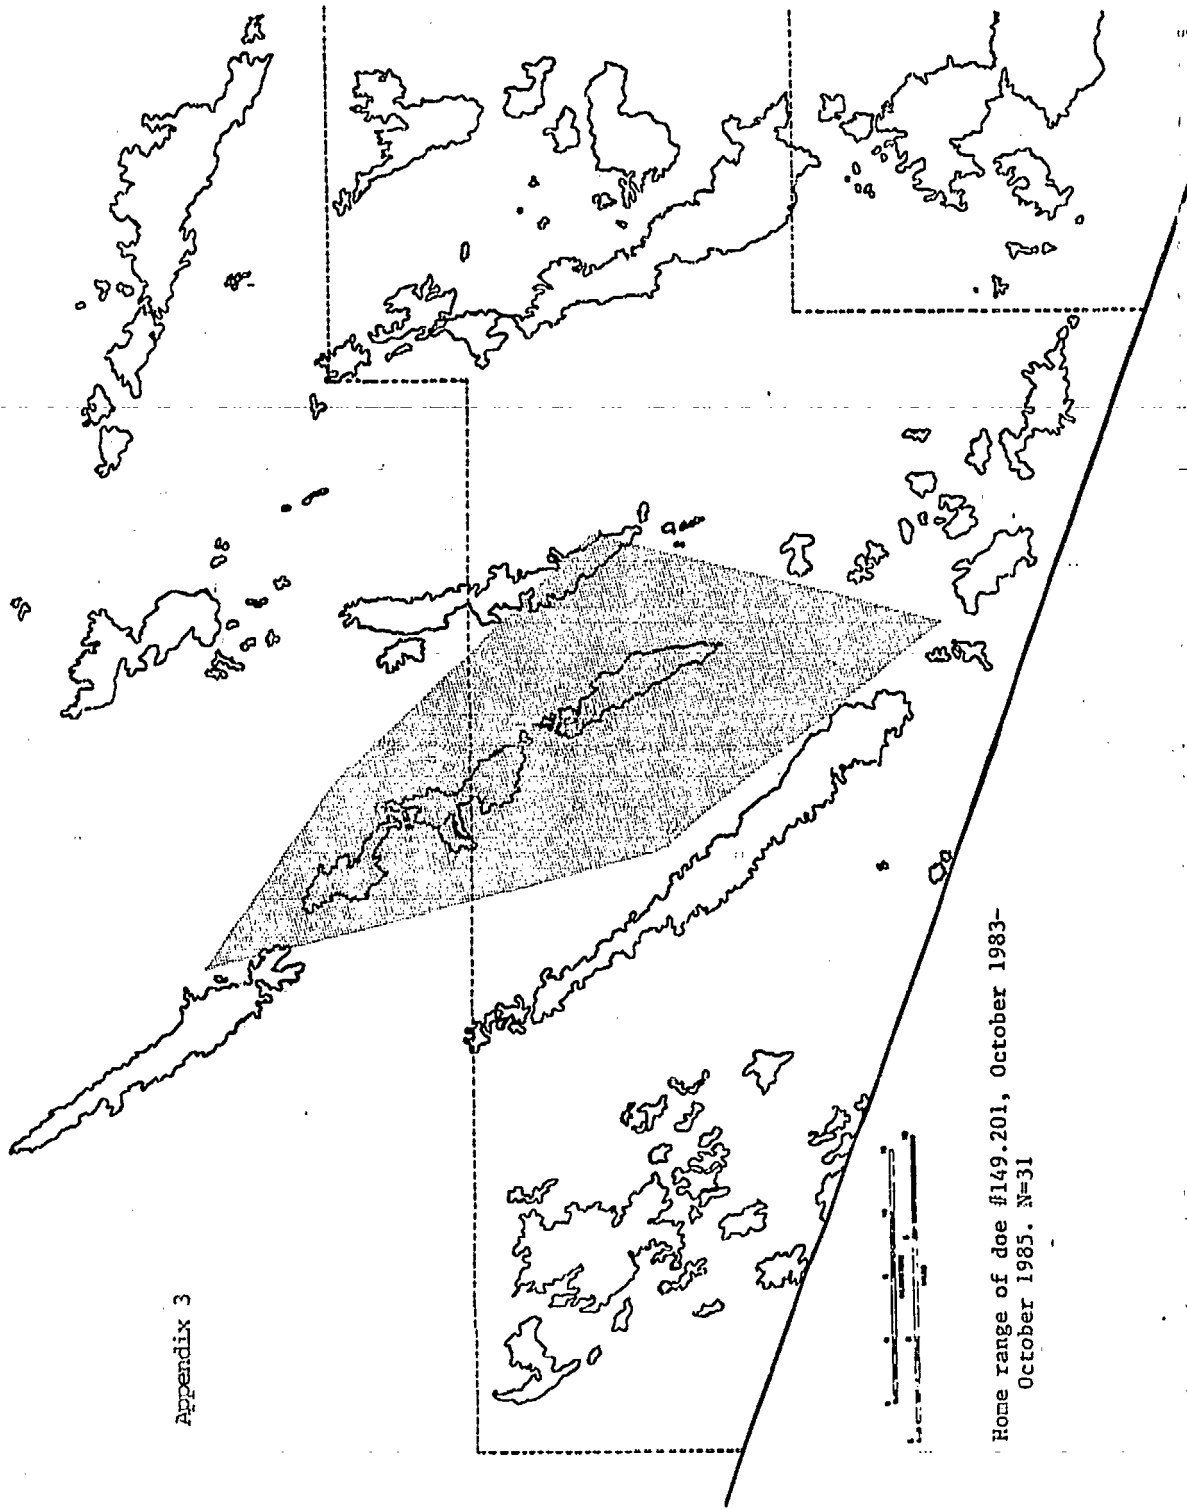 Appendix 3
Home range of doe #149.201, October 1983-
October 1985. N=31